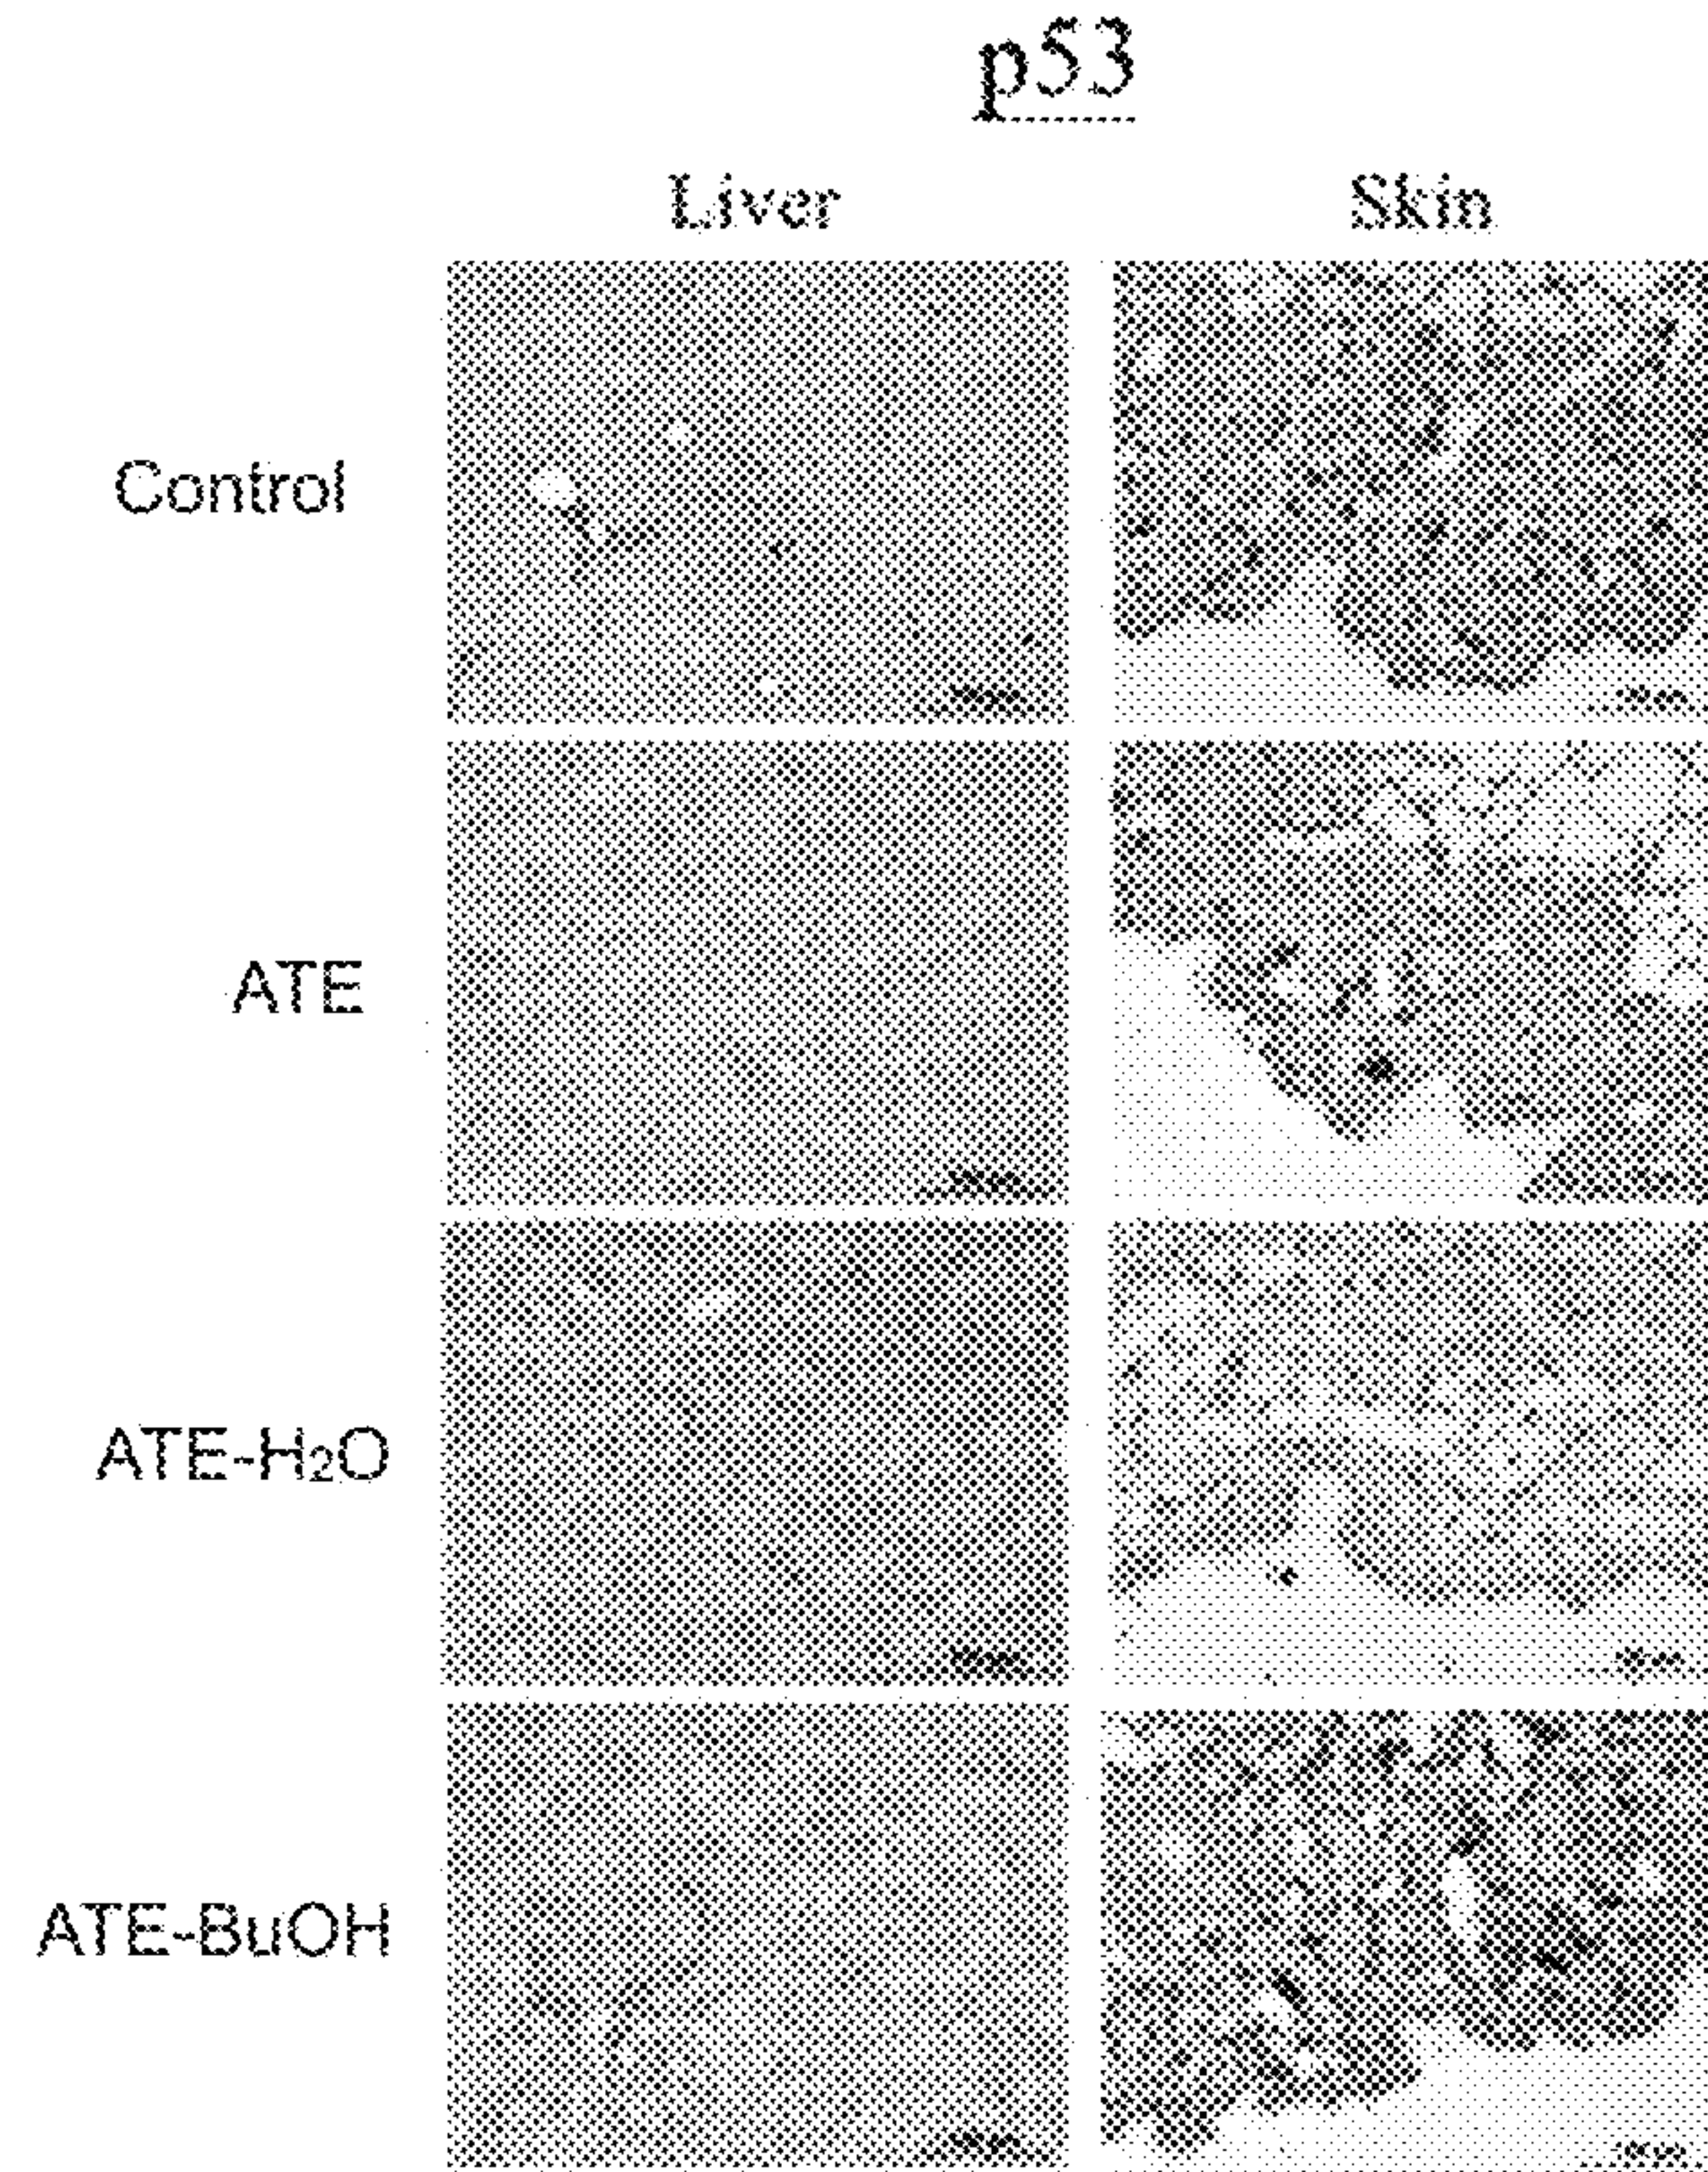 p53
Liver Skin
Control
ATE
ATE-H₂O
ATE-BuOH